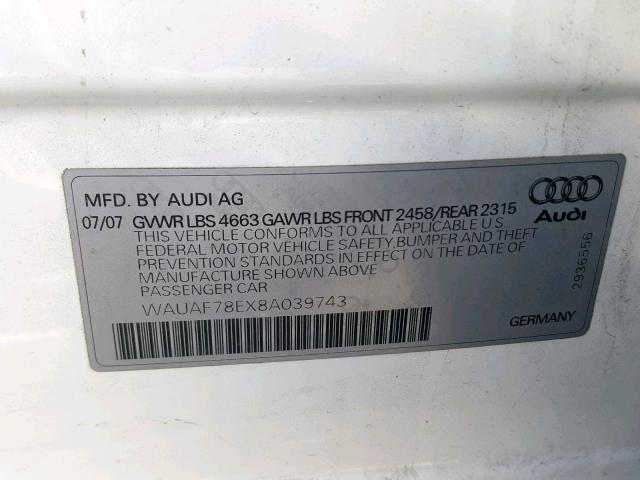 MFD. BY AUDI AG
07/07 GVWR LBS 4663 GAWR LBS FRONT 2458/REAR 2315
THIS VEHICLE CONFORMS TO ALL APPLICABLE U.S.
FEDERAL MOTOR VEHICLE SAFETY, BUMPER AND THEFT
PREVENTION STANDARDS IN EFFECT ON THE DATE OF
MANUFACTURE SHOWN ABOVE
PASSENGER CAR
WAUAF78EX8A039743
Audi
2936556
GERMANY